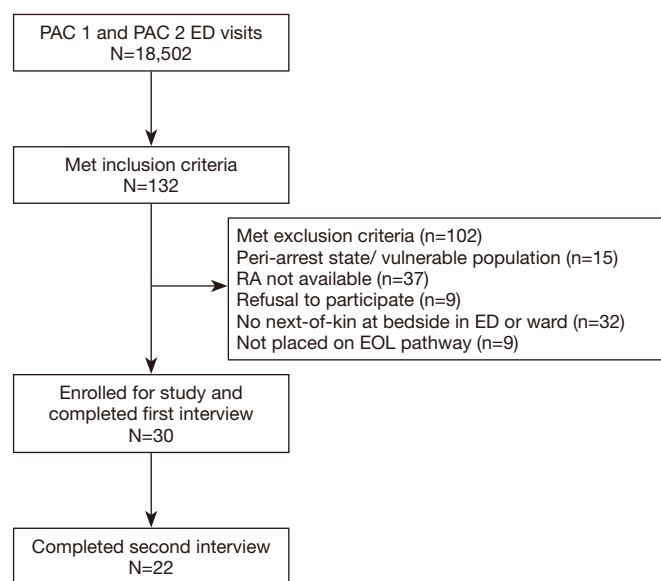 PAC 1 and PAC 2 ED visits
N=18,502
Met inclusion criteria
N=132
Met exclusion criteria (n=102)
Peri-arrest state/ vulnerable population (n=15)
RA not available (n=37)
Refusal to participate (n=9)
No next-of-kin at bedside in ED or ward (n=32)
Not placed on EOL pathway (n=9)
Enrolled for study and
completed first interview
N=30
Completed second interview
N=22